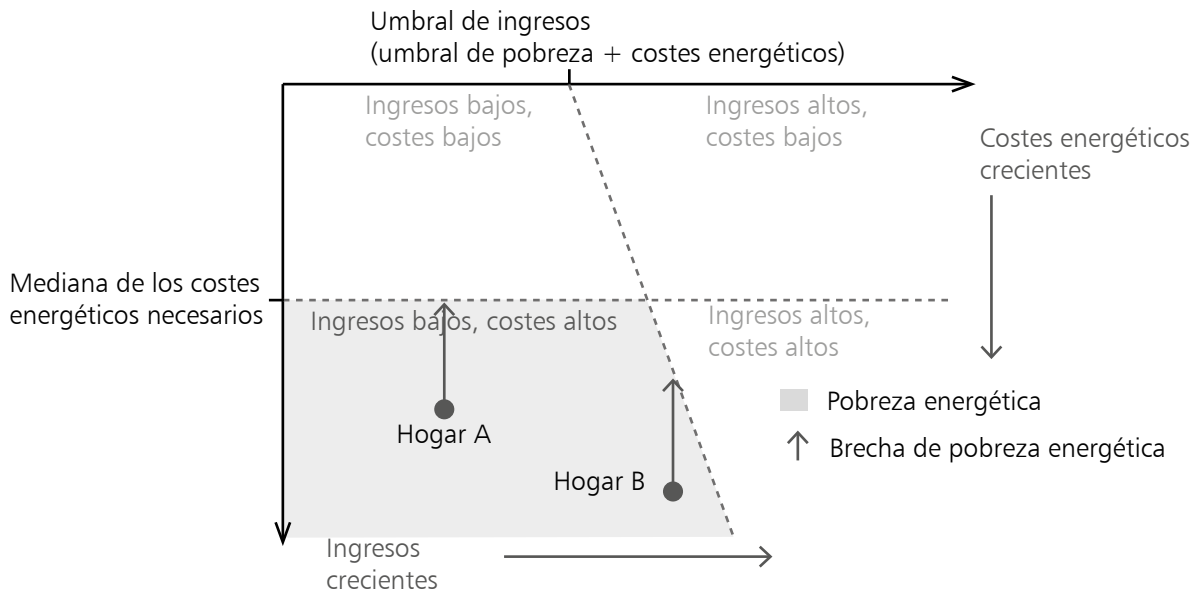 Umbral de ingresos
(umbral de pobreza + costes energéticos)
Ingresos bajos,
costes bajos
Ingresos altos,
costes bajos
Costes energéticos
crecientes
Mediana de los costes
energéticos necesarios
Ingresos bajos, costes altos
Ingresos altos,
costes altos
Hogar A
Hogar B
Pobreza energética
Brecha de pobreza energética
Ingresos
crecientes